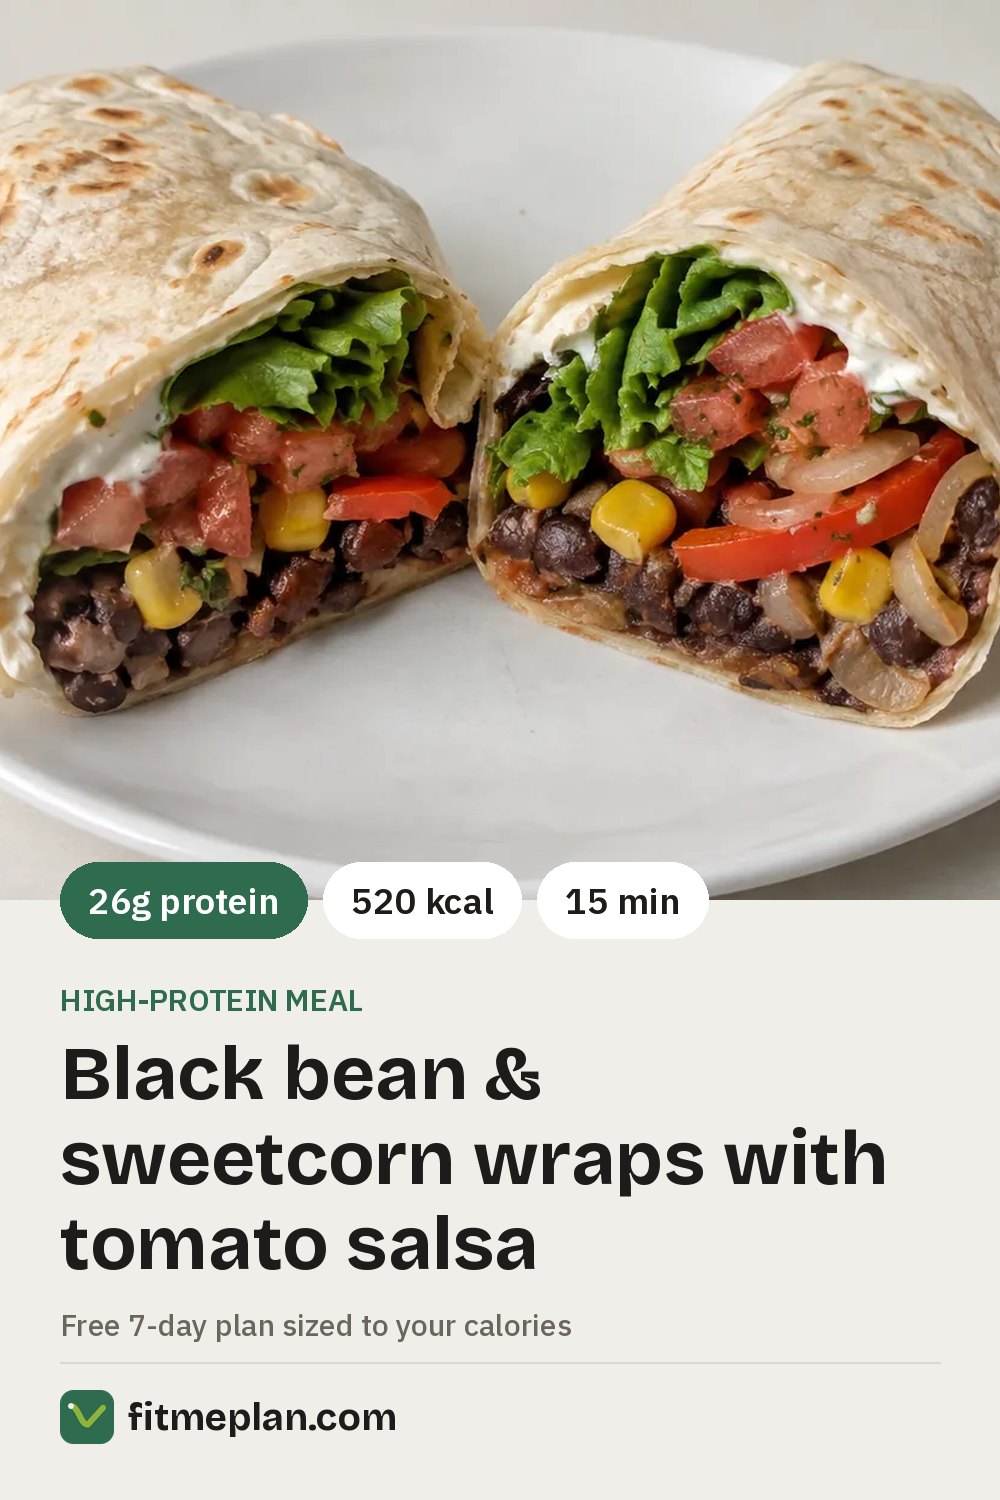 26g protein
520 kcal
15 min
HIGH-PROTEIN MEAL
Black bean &
sweetcorn wraps with
tomato salsa
Free 7-day plan sized to your calories
fitmeplan.com